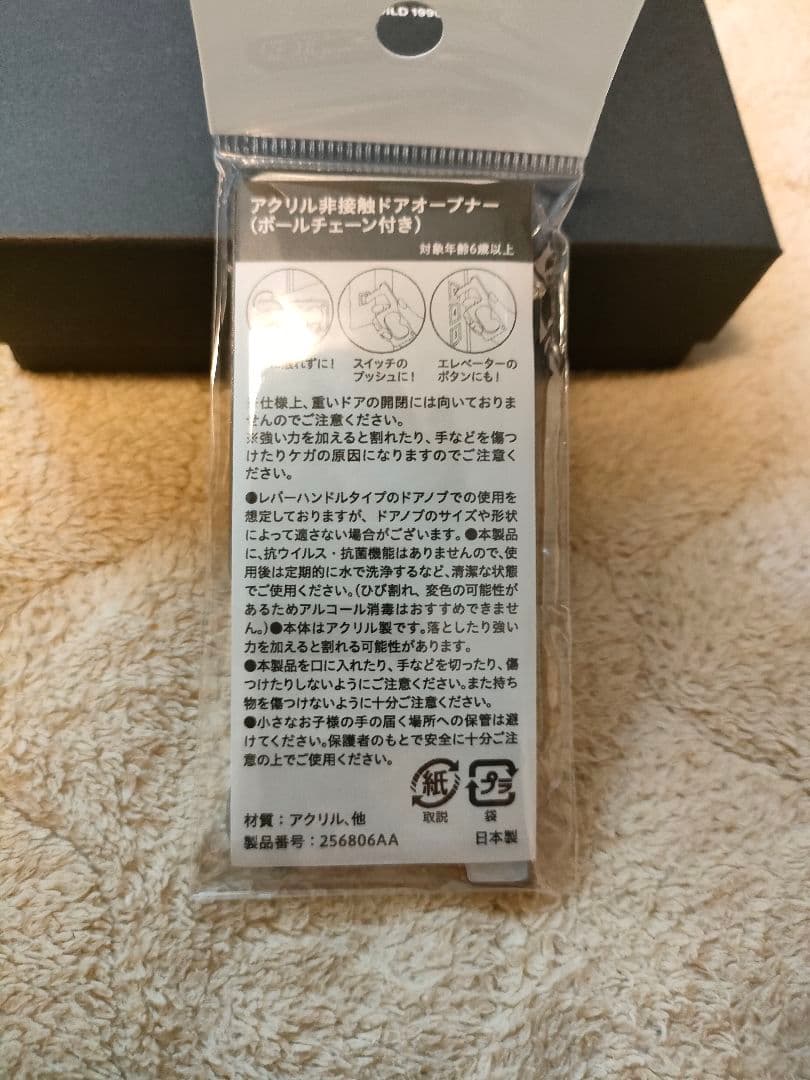 ILD 199
アクリル非接触ドアオープナー
(ボールチェーン付き)
対象年齢6歳以上
れずに!
スイッチの
プッシュに!
エレベーターの
ボタンにも!
※仕様上、重いドアの開閉には向いておりま
せんのでご注意ください。
※強い力を加えると割れたり、手などを傷つ
けたりケガの原因になりますのでご注意く
ださい。
●レバーハンドルタイプのドアノブでの使用を
想定しておりますが、ドアノブのサイズや形状
によって適さない場合がございます。●本製品
に、抗ウイルス・抗菌機能はありませんので、使
用後は定期的に水で洗浄するなど、清潔な状態
でご使用ください。(ひび割れ、変色の可能性が
あるためアルコール消毒はおすすめできませ
ん。)●本体はアクリル製です。落としたり強い
力を加えると割れる可能性があります。
●本製品を口に入れたり、手などを切ったり、傷
つけたりしないようにご注意ください。また持ち
物を傷つけないように十分ご注意ください。
●小さなお子様の手の届く場所への保管は避
けてください。保護者のもとで安全に十分ご注
意の上でご使用ください。
紙
プラ
取説
袋
材質：アクリル、他
製品番号：256806AA
日本製